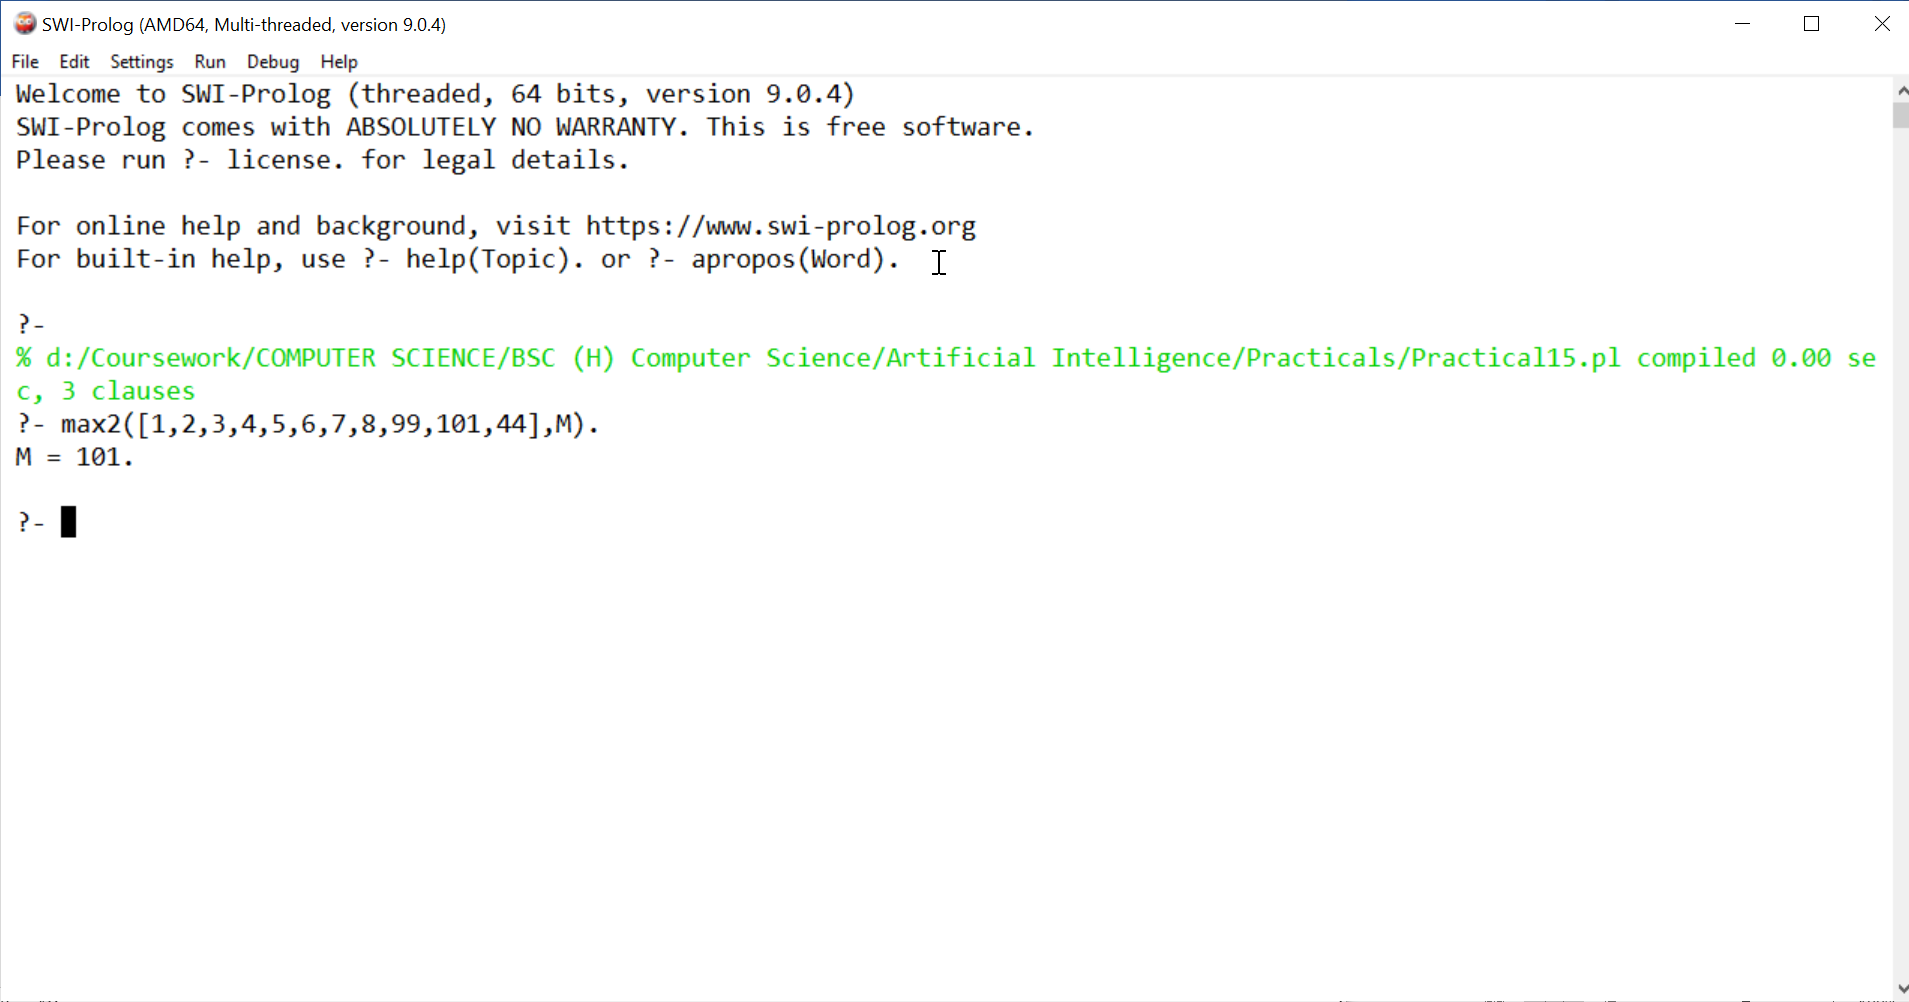 SWI-Prolog (AMD64, Multi-threaded, version 9.0.4)
File Edit Settings Run Debug Help
Welcome to SWI-Prolog (threaded, 64 bits, version 9.0.4)
SWI-Prolog comes with ABSOLUTELY NO WARRANTY. This is free software.
Please run ?- license. for legal details.
For online help and background, visit https://www.swi-prolog.org
For built-in help, use ?- help(Topic). or ?- apropos(Word).
?-
% d:/Coursework/COMPUTER SCIENCE/BSC (H) Computer Science/Artificial Intelligence/Practicals/Practical15.pl compiled 0.00 se
c, 3 clauses
?- max2([1,2,3,4,5,6,7,8,99,101,44],M).
M = 101.
?-